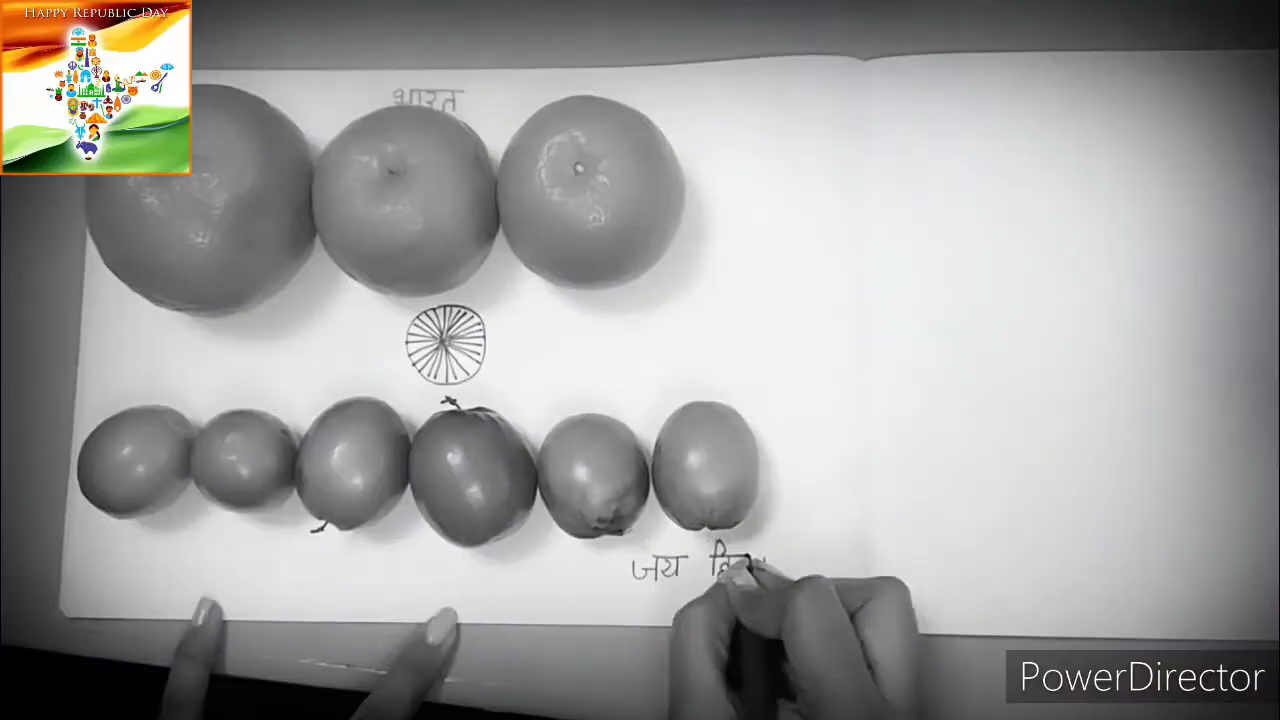 HAPPY REPUBLIC DAY
भारत
जय
PowerDirector